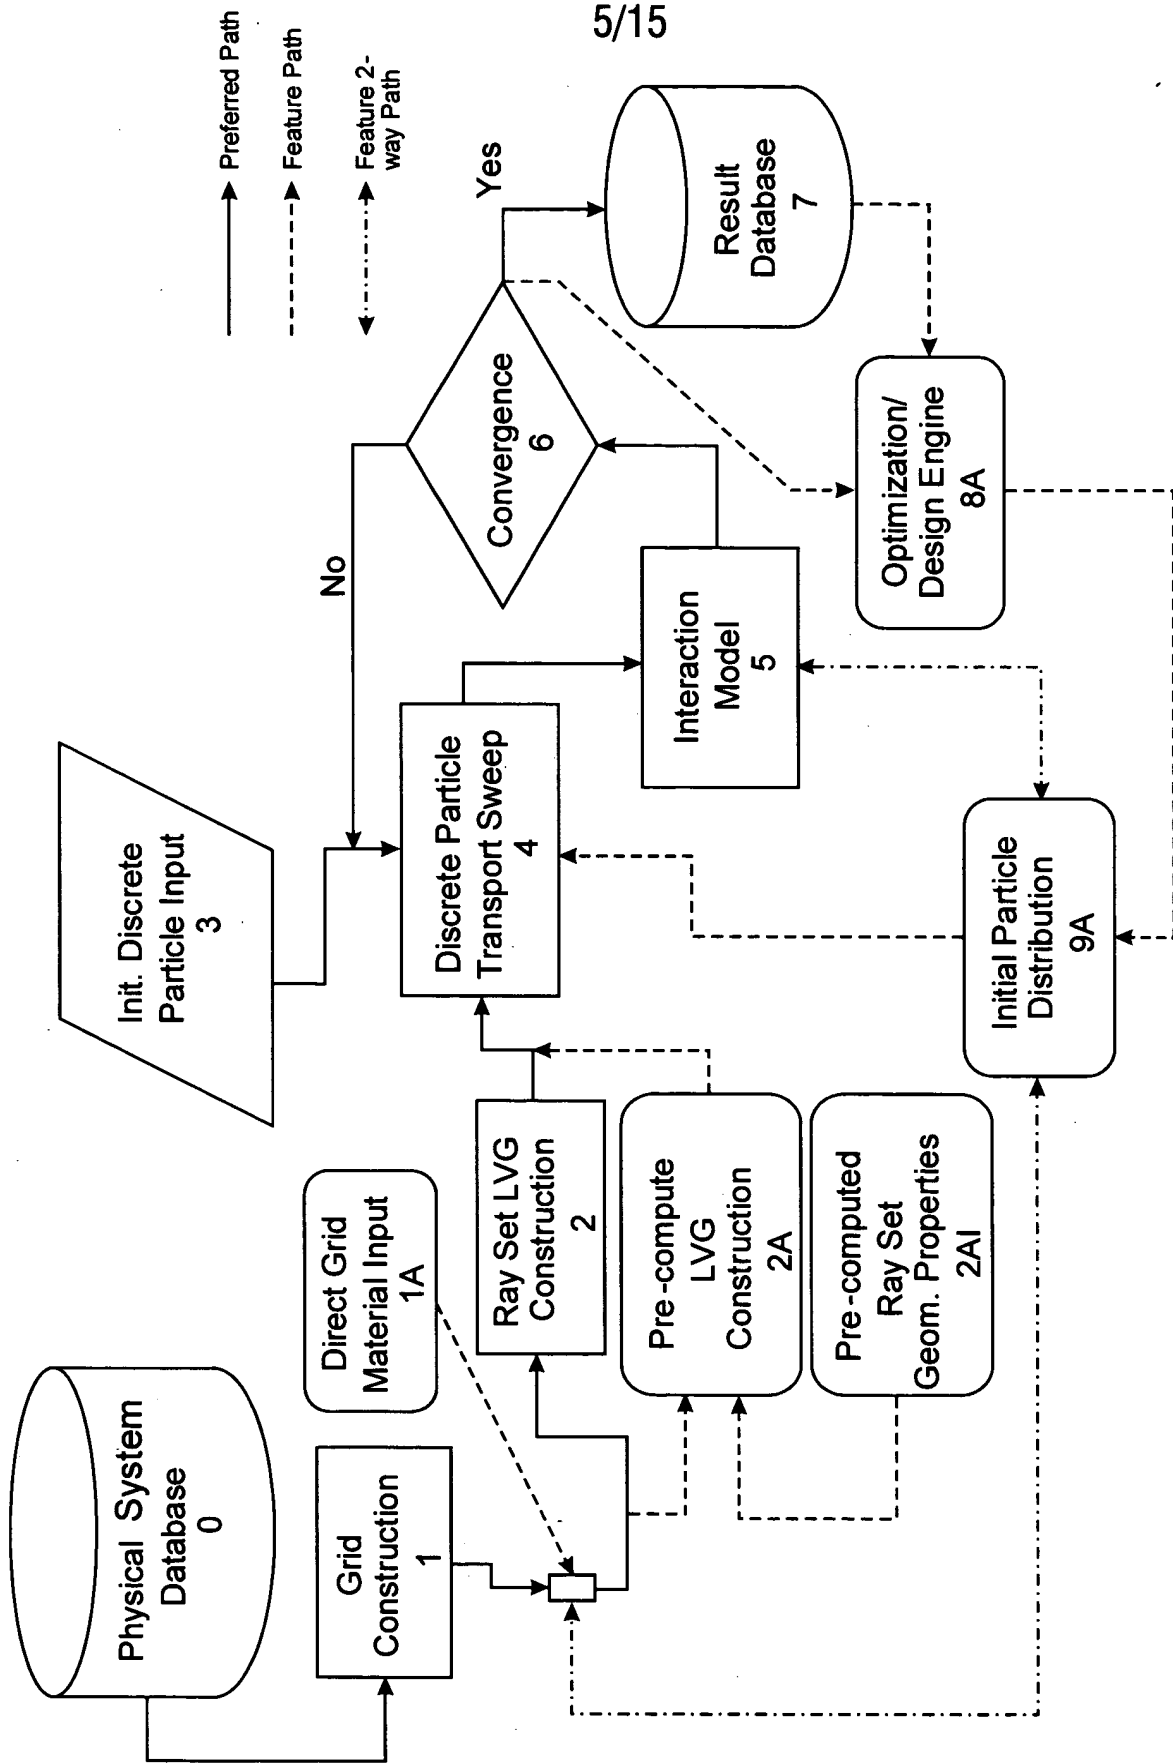 5/15
Preferred Path
Feature Path
Feature 2-
way Path
Physical System
Database
0
Grid
Construction
1
Direct Grid
Material Input
1A
Ray Set LVG
Construction
2
Pre-compute
LVG
Construction
2A
Pre-computed
Ray Set
Geom. Properties
2AI
Init. Discrete
Particle Input
3
Discrete Particle
Transport Sweep
4
No
Interaction
Model
5
Convergence
6
Yes
Result
Database
7
Optimization/
Design Engine
8A
Initial Particle
Distribution
9A